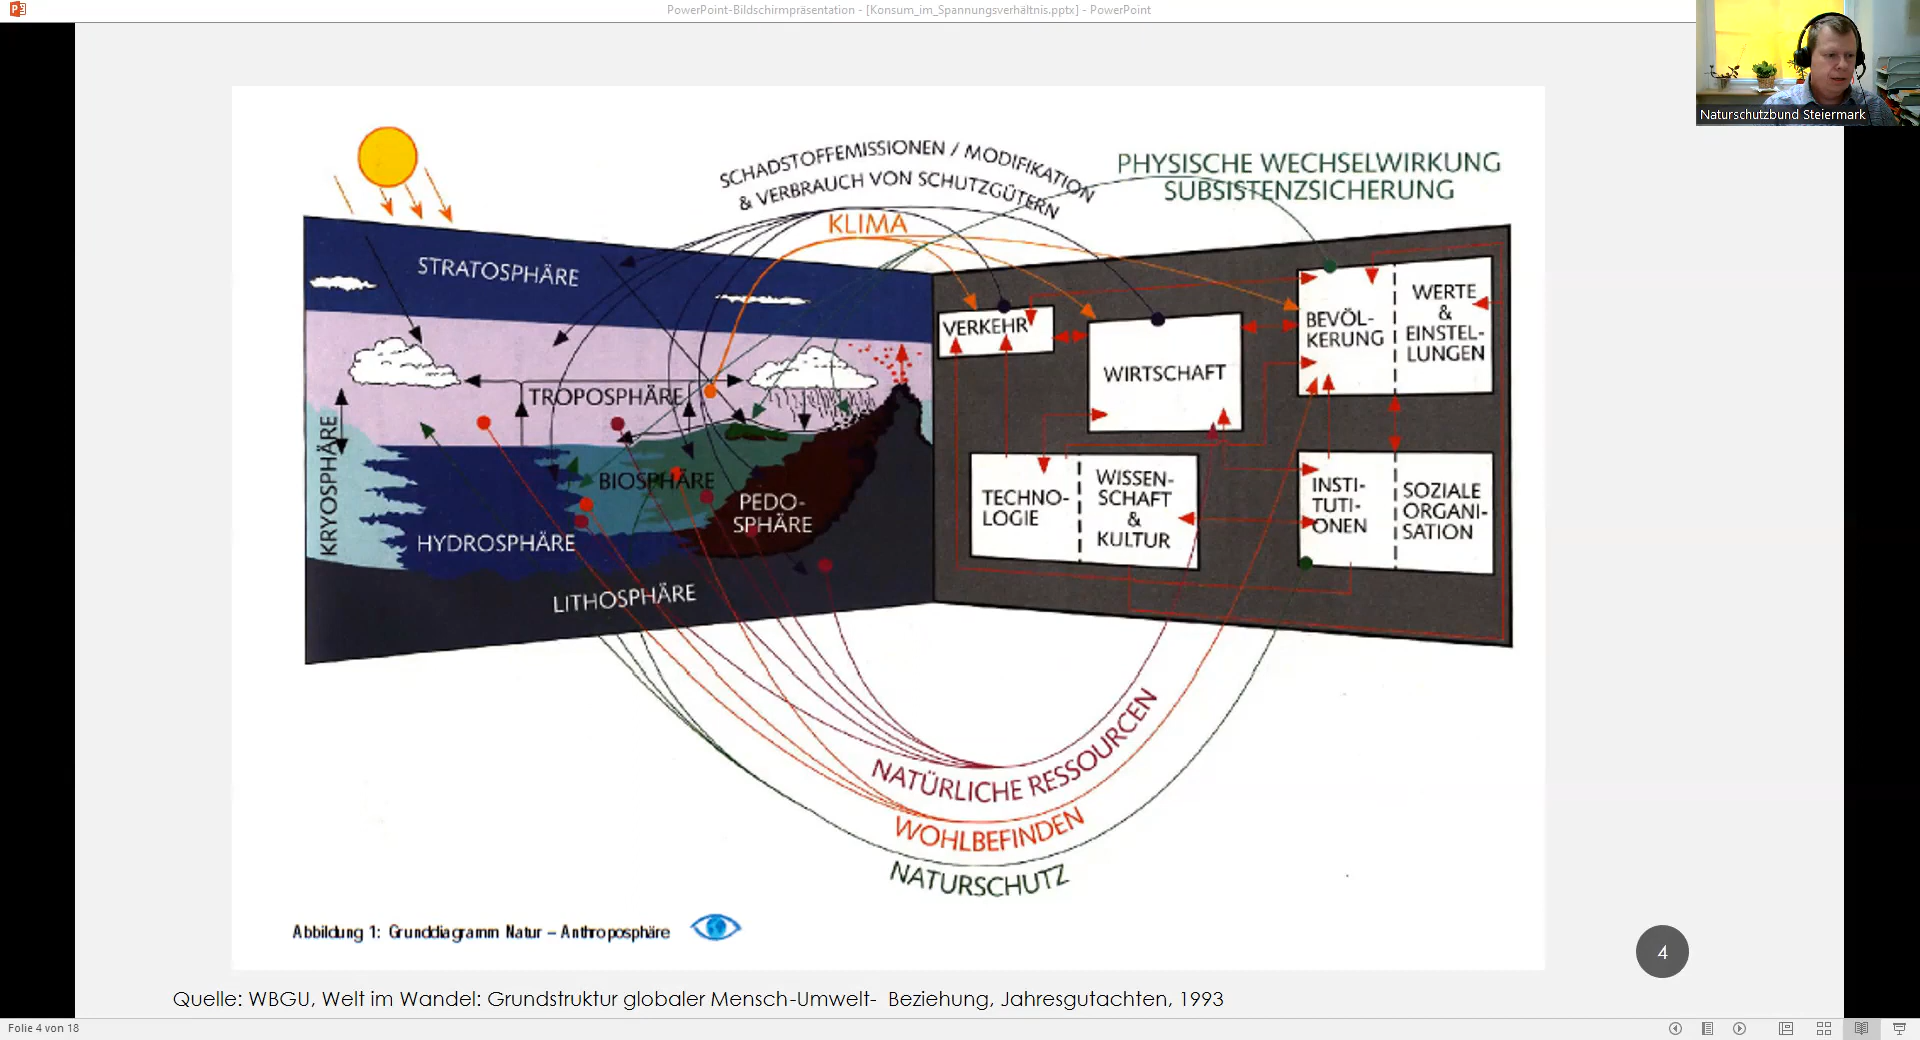 PowerPoint-Bildschirmpräsentation - [Konsum_im_Spannungsverhältnis.pptx] - PowerPoint
Naturschutzbund Steiermark
SCHADSTOFFEMISSIONEN / MODIFIKATION
& VERBRAUCH VON SCHUTZGÜTERN
PHYSISCHE WECHSELWIRKUNG
SUBSISTENZSICHERUNG
KLIMA
STRATOSPHÄRE
TROPOSPHÄRE
KRYOSPHÄRE
BIOSPHÄRE
PEDO-
SPHÄRE
HYDROSPHÄRE
LITHOSPHÄRE
VERKEHR
WIRTSCHAFT
BEVÖL-
KERUNG
WERTE
&
EINSTEL-
LUNGEN
TECHNO-
LOGIE
WISSEN-
SCHAFT
&
KULTUR
INSTI-
TUTI-
ONEN
SOZIALE
ORGANI-
SATION
NATÜRLICHE RESSOURCEN
WOHLBEFINDEN
NATURSCHUTZ
Abbildung 1: Grunddiagramm Natur – Anthroposphäre
4
Quelle: WBGU, Welt im Wandel: Grundstruktur globaler Mensch-Umwelt- Beziehung, Jahresgutachten, 1993
Folie 4 von 18